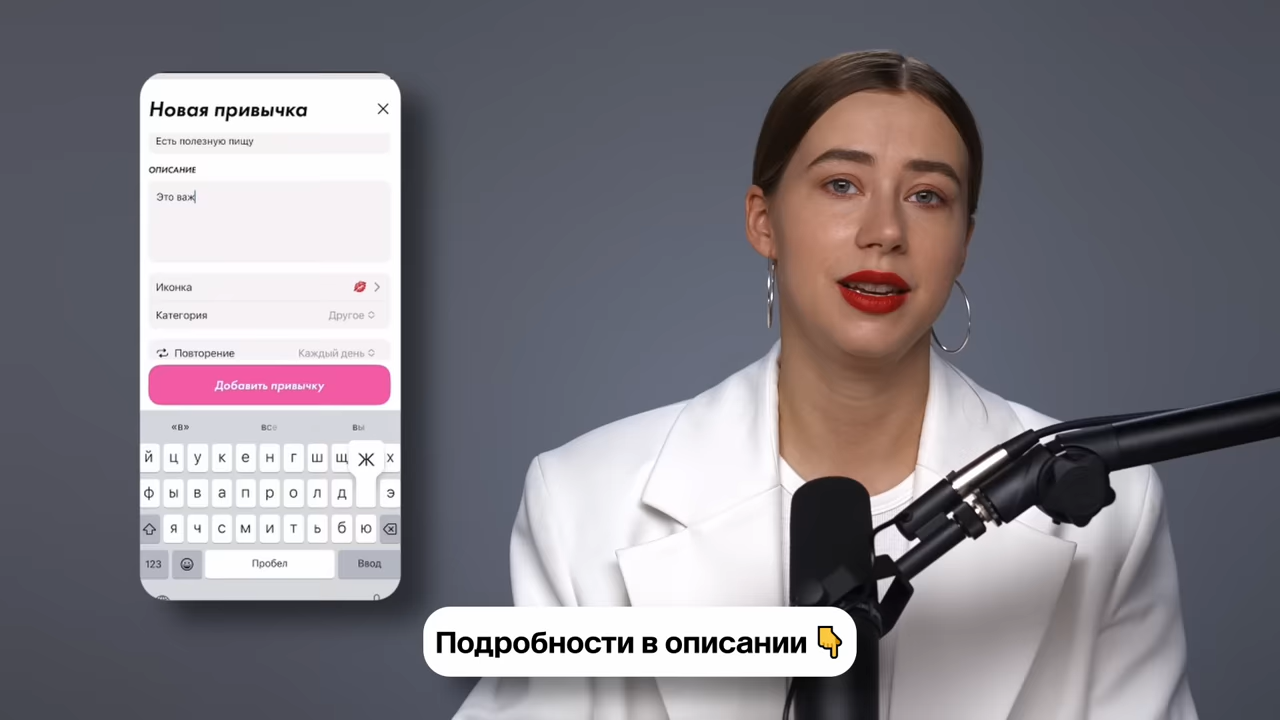 Новая привычка
Есть полезную пищу
ОПИСАНИЕ
Это важ
Иконка
Категория Другое
Повторение Каждый день
Добавить привычку
«в» все вы
й ц у к е н г ш щ Ж х
ф ы в а п р о л д э
я ч с м и т ь б ю
123 Пробел Ввод
Подробности в описании 👇